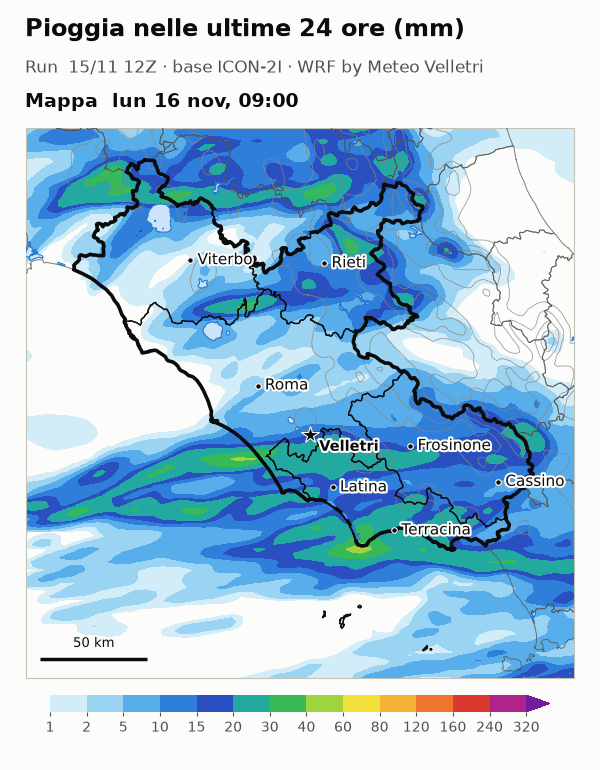 Pioggia nelle ultime 24 ore (mm)
Run 15/11 12Z · base ICON-2I · WRF by Meteo Velletri
Mappa lun 16 nov, 09:00
Viterbo
Rieti
Roma
Velletri
Frosinone
Latina
Cassino
Terracina
50 km
1 2 5 10 15 20 30 40 60 80 120 160 240 320